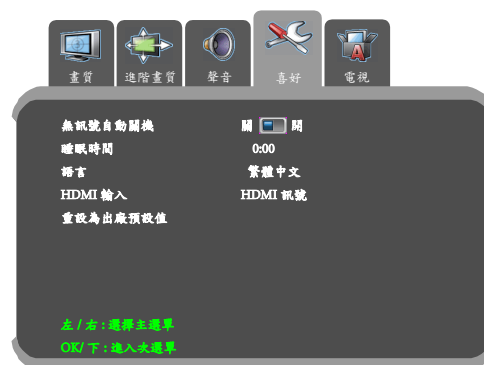 畫質 進階畫質 聲音 喜好 電視
無訊號自動關機 關 開
睡眠時間 0:00
語言 繁體中文
HDMI 輸入 HDMI 訊號
重設為出廠預設值
左 / 右 : 選擇主選單
OK/ 下 : 進入次選單